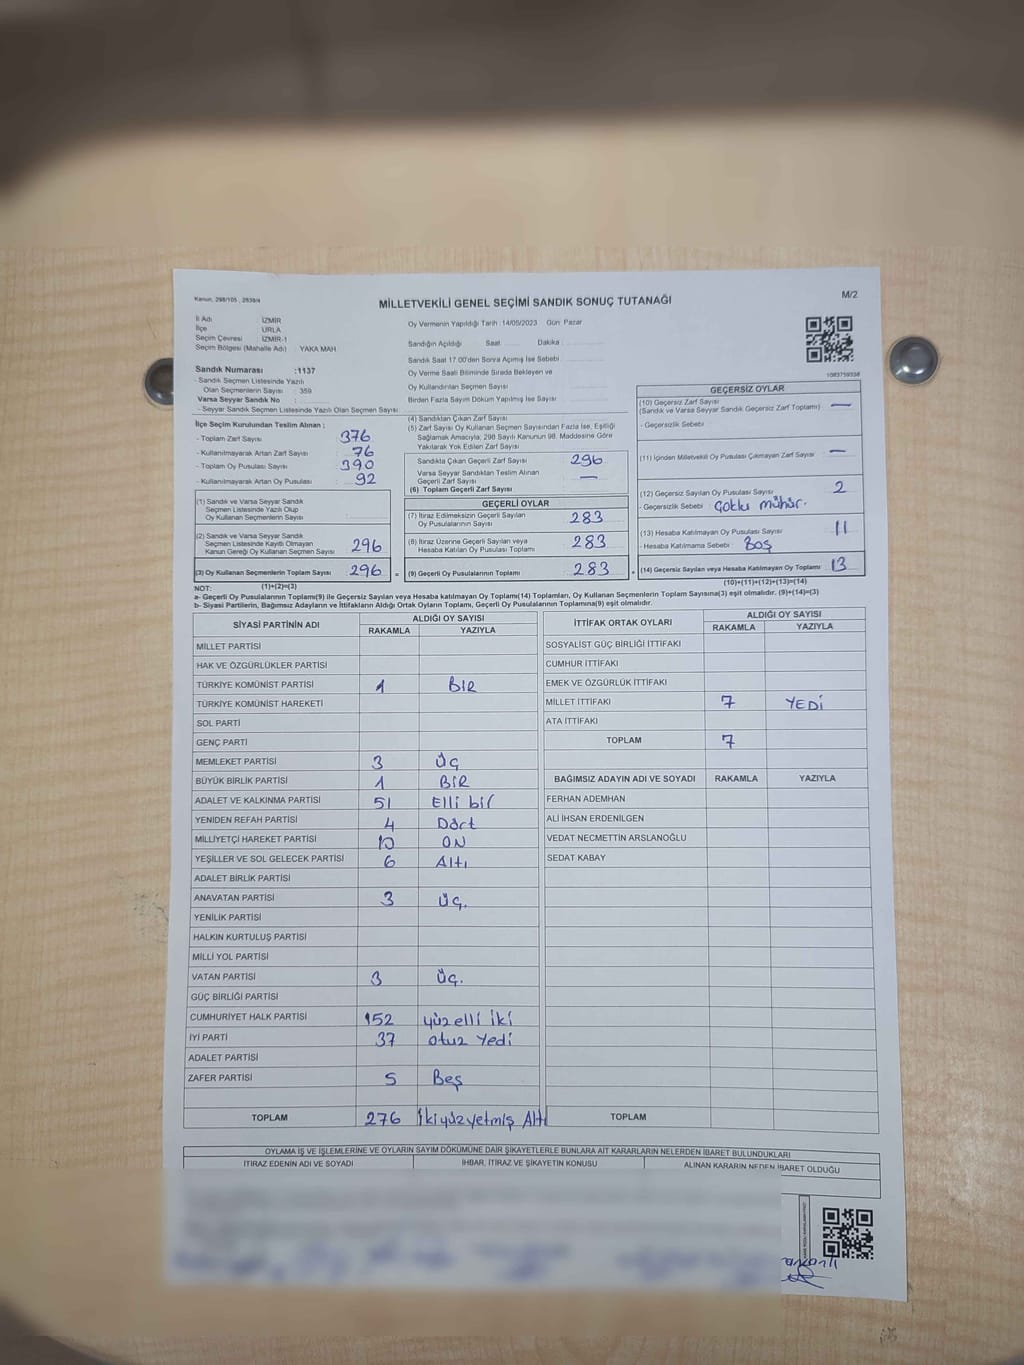 Kanun, 298/105 , 2839/4
MİLLETVEKİLİ GENEL SEÇİMİ SANDIK SONUÇ TUTANAĞI
M/2
İl Adı İZMİR
İlçe URLA
Seçim Çevresi İZMİR-1
Seçim Bölgesi (Mahalle Adı) : YAKA MAH
Sandık Numarası :1137
- Sandık Seçmen Listesinde Yazılı
Olan Seçmenlerin Sayısı : 359
Varsa Seyyar Sandık No :
- Seyyar Sandık Seçmen Listesinde Yazılı Olan Seçmen Sayısı
Oy Vermenin Yapıldığı Tarih :14/05/2023 Gün: Pazar
Sandığın Açıldığı Saat Dakika
Sandık Saat 17:00'den Sonra Açımış İse Sebebi
Oy Verme Saati Bitiminde Sırada Bekleyen ve
Oy Kullandırılan Seçmen Sayısı
Birden Fazla Sayım Döküm Yapılmış İse Sayısı
1083759338
İlçe Seçim Kurulundan Teslim Alınan ;
- Toplam Zarf Sayısı 376
- Kullanılmayarak Artan Zarf Sayısı 76
- Toplam Oy Pusulası Sayısı 390
- Kullanılmayarak Artan Oy Pusulası 92
(1) Sandık ve Varsa Seyyar Sandık
Seçmen Listesinde Yazılı Olup
Oy Kullanan Seçmenlerin Sayısı
(2) Sandık ve Varsa Seyyar Sandık
Seçmen Listesinde Kayıtlı Olmayan
Kanun Gereği Oy Kullanan Seçmen Sayısı 296
(3) Oy Kullanan Seçmenlerin Toplam Sayısı 296 =
(1)+(2)=(3)
(4) Sandıktan Çıkan Zarf Sayısı
(5) Zarf Sayısı Oy Kullanan Seçmen Sayısından Fazla İse, Eşitliği
Sağlamak Amacıyla; 298 Sayılı Kanunun 98. Maddesine Göre
Yakılarak Yok Edilen Zarf Sayısı
Sandıkta Çıkan Geçerli Zarf Sayısı 296
Varsa Seyyar Sandıktan Teslim Alınan
Geçerli Zarf Sayısı —
(6) Toplam Geçerli Zarf Sayısı
GEÇERLİ OYLAR
(7) İtiraz Edilmeksizin Geçerli Sayılan
Oy Pusulalarının Sayısı 283
(8) İtiraz Üzerine Geçerli Sayılan veya
Hesaba Katılan Oy Pusulası Toplamı 283
(9) Geçerli Oy Pusulalarının Toplamı 283 +
GEÇERSİZ OYLAR
(10) Geçersiz Zarf Sayısı
(Sandık ve Varsa Seyyar Sandık Geçersiz Zarf Toplamı) —
- Geçersizlik Sebebi
(11) İçinden Milletvekili Oy Pusulası Çıkmayan Zarf Sayısı —
(12) Geçersiz Sayılan Oy Pusulası Sayısı 2
- Geçersizlik Sebebi : Çoklu mühür.
(13) Hesaba Katılmayan Oy Pusulası Sayısı 11
- Hesaba Katılmama Sebebi : Boş
(14) Geçersiz Sayılan veya Hesaba Katılmayan Oy Toplamı 13
(10)+(11)+(12)+(13)=(14)
NOT:
a- Geçerli Oy Pusulalarının Toplamı(9) ile Geçersiz Sayılan veya Hesaba katılmayan Oy Toplamı(14) Toplamları, Oy Kullanan Seçmenlerin Toplam Sayısına(3) eşit olmalıdır. (9)+(14)=(3)
b- Siyasi Partilerin, Bağımsız Adayların ve İttifakların Aldığı Ortak Oyların Toplamı, Geçerli Oy Pusulalarının Toplamına(9) eşit olmalıdır.
SİYASİ PARTİNİN ADI ALDIĞI OY SAYISI
RAKAMLA YAZIYLA
MİLLET PARTİSİ
HAK VE ÖZGÜRLÜKLER PARTİSİ
TÜRKİYE KOMÜNİST PARTİSİ 1 BİR
TÜRKİYE KOMÜNİST HAREKETİ
SOL PARTİ
GENÇ PARTİ
MEMLEKET PARTİSİ 3 Üç
BÜYÜK BİRLİK PARTİSİ 1 BİR
ADALET VE KALKINMA PARTİSİ 51 Elli bir
YENİDEN REFAH PARTİSİ 4 Dört
MİLLİYETÇİ HAREKET PARTİSİ 10 ON
YEŞİLLER VE SOL GELECEK PARTİSİ 6 Altı
ADALET BİRLİK PARTİSİ
ANAVATAN PARTİSİ 3 Üç.
YENİLİK PARTİSİ
HALKIN KURTULUŞ PARTİSİ
MİLLİ YOL PARTİSİ
VATAN PARTİSİ 3 Üç.
GÜÇ BİRLİĞİ PARTİSİ
CUMHURİYET HALK PARTİSİ 152 yüzelli iki
İYİ PARTİ 37 otuz yedi
ADALET PARTİSİ
ZAFER PARTİSİ 5 Beş
TOPLAM 276 İkiyüzyetmiş Altı
İTTİFAK ORTAK OYLARI ALDIĞI OY SAYISI
RAKAMLA YAZIYLA
SOSYALİST GÜÇ BİRLİĞİ İTTİFAKI
CUMHUR İTTİFAKI
EMEK VE ÖZGÜRLÜK İTTİFAKI
MİLLET İTTİFAKI 7 YEDİ
ATA İTTİFAKI
TOPLAM 7
BAĞIMSIZ ADAYIN ADI VE SOYADI RAKAMLA YAZIYLA
FERHAN ADEMHAN
ALİ İHSAN ERDENİLGEN
VEDAT NECMETTİN ARSLANOĞLU
SEDAT KABAY
TOPLAM
OYLAMA İŞ VE İŞLEMLERİNE VE OYLARIN SAYIM DÖKÜMÜNE DAİR ŞİKAYETLERLE BUNLARA AİT KARARLARIN NELERDEN İBARET BULUNDUKLARI
İTİRAZ EDENİN ADI VE SOYADI İHBAR, İTİRAZ VE ŞİKAYETİN KONUSU ALINAN KARARIN NEDEN İBARET OLDUĞU